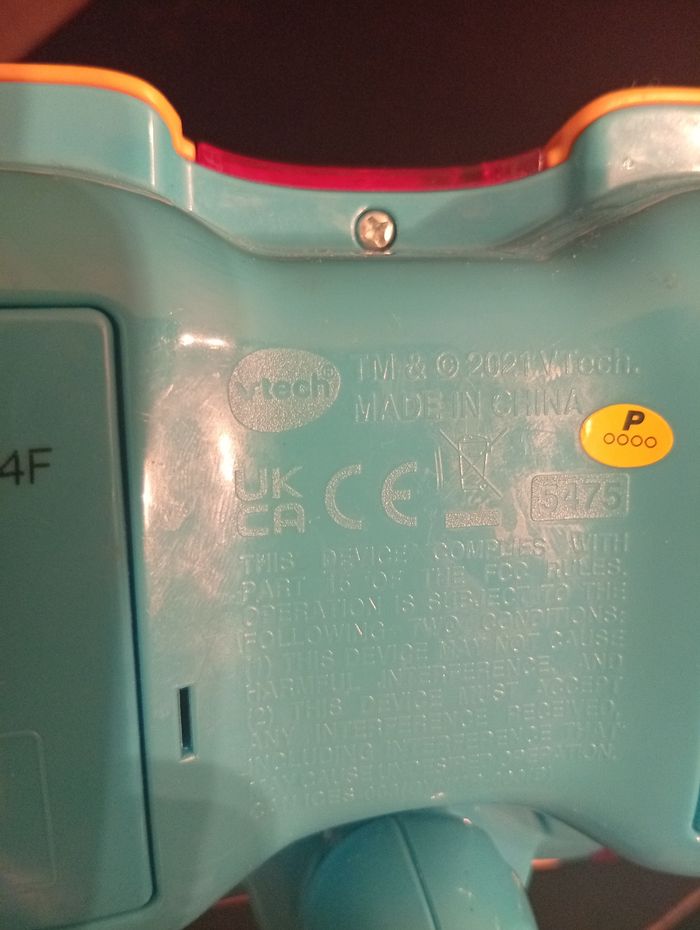 vtech®
TM & © 2021 VTech.
MADE IN CHINA
P
4F
UK
CA
CE
5475
THIS DEVICE COMPLIES WITH
PART 15 OF THE FCC RULES.
OPERATION IS SUBJECT TO THE
FOLLOWING TWO CONDITIONS:
(1) THIS DEVICE MAY NOT CAUSE
HARMFUL INTERFERENCE, AND
(2) THIS DEVICE MUST ACCEPT
ANY INTERFERENCE RECEIVED,
INCLUDING INTERFERENCE THAT
MAY CAUSE UNDESIRED OPERATION.